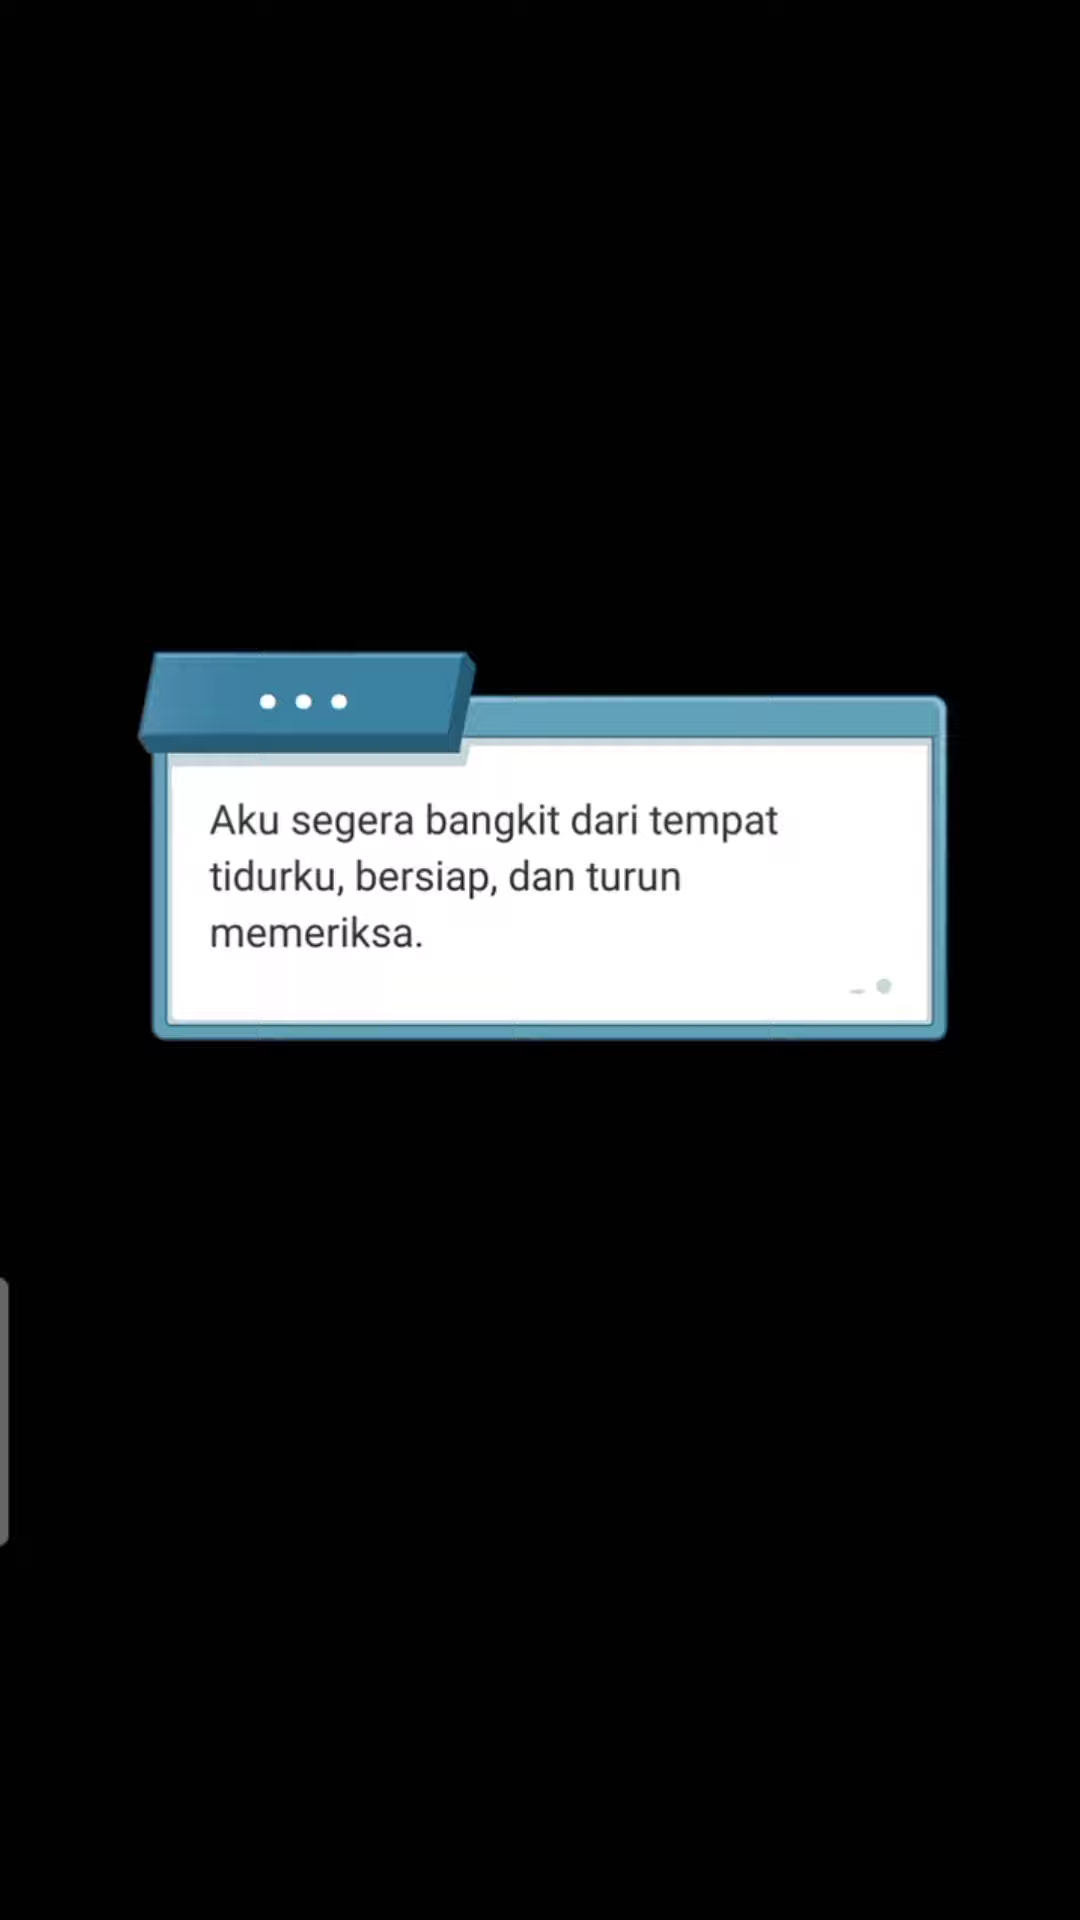 Aku segera bangkit dari tempat
tidurku, bersiap, dan turun
memeriksa.